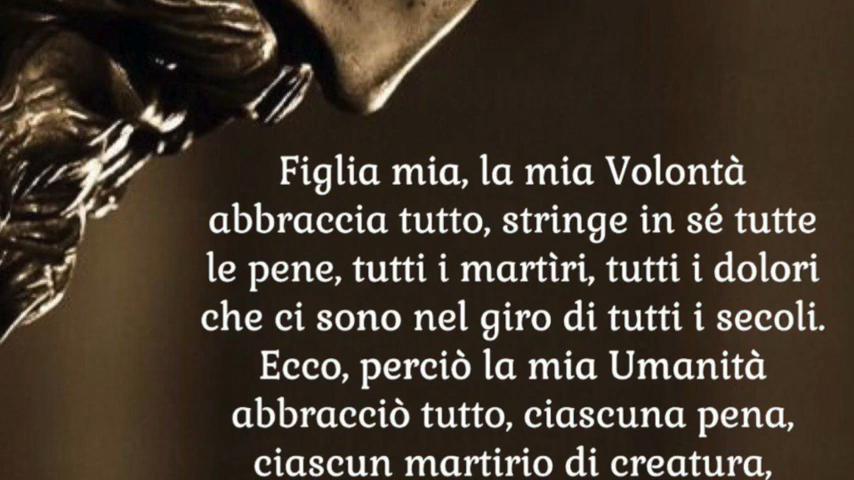 Figlia mia, la mia Volontà
abbraccia tutto, stringe in sé tutte
le pene, tutti i martìri, tutti i dolori
che ci sono nel giro di tutti i secoli.
Ecco, perciò la mia Umanità
abbracciò tutto, ciascuna pena,
ciascun martirio di creatura,